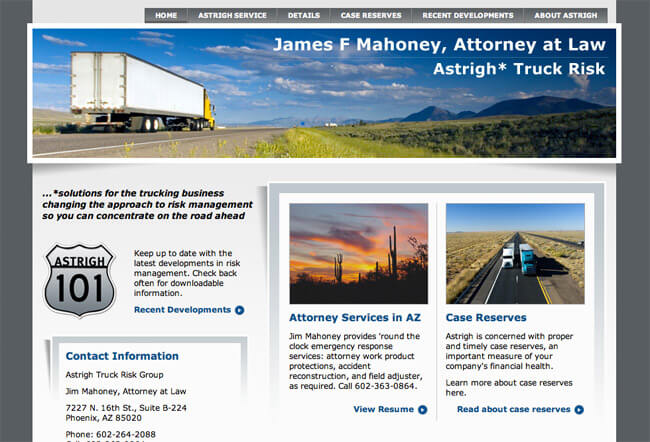 HOME ASTRIGH SERVICE DETAILS CASE RESERVES RECENT DEVELOPMENTS ABOUT ASTRIGH
James F Mahoney, Attorney at Law
Astrigh* Truck Risk
...*solutions for the trucking business
changing the approach to risk management
so you can concentrate on the road ahead
ASTRIGH
101
Keep up to date with the
latest developments in risk
management. Check back
often for downloadable
information.
Recent Developments
Contact Information
Astrigh Truck Risk Group
Jim Mahoney, Attorney at Law
7227 N. 16th St., Suite B-224
Phoenix, AZ 85020
Phone: 602-264-2088
Attorney Services in AZ
Jim Mahoney provides 'round the
clock emergency response
services: attorney work product
protections, accident
reconstruction, and field adjuster,
as required. Call 602-363-0864.
View Resume
Case Reserves
Astrigh is concerned with proper
and timely case reserves, an
important measure of your
company's financial health.
Learn more about case reserves
here.
Read about case reserves